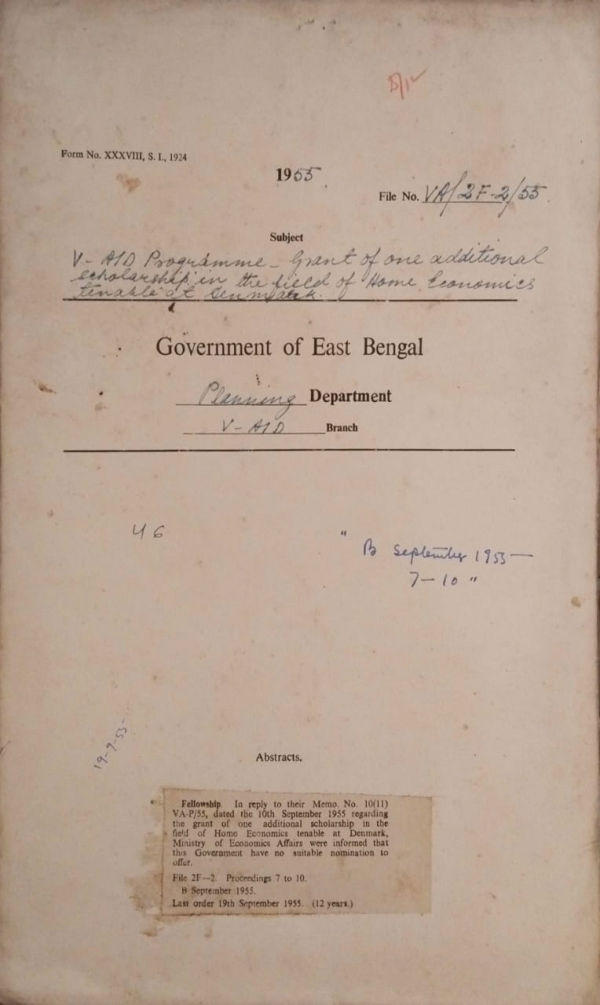 B/1
Form No. XXXVIII, S. I., 1924
1955
File No. VA/2F-2/55
Subject
V-AID Programme - Grant of one additional
scholarship in the field of Home Economics
tenable at Denmark.
Government of East Bengal
Planning Department
V-AID Branch
46
" B September 1955 —
7-10 "
19-9-55
Abstracts.
Fellowship. In reply to their Memo. No. 10(11)
VA-P/55, dated the 10th September 1955 regarding
the grant of one additional scholarship in the
field of Home Economics tenable at Denmark,
Ministry of Economics Affairs were informed that
this Government have no suitable nomination to
offer.
File 2F—2. Proceedings 7 to 10.
B September 1955.
Last order 19th September 1955. (12 years.)